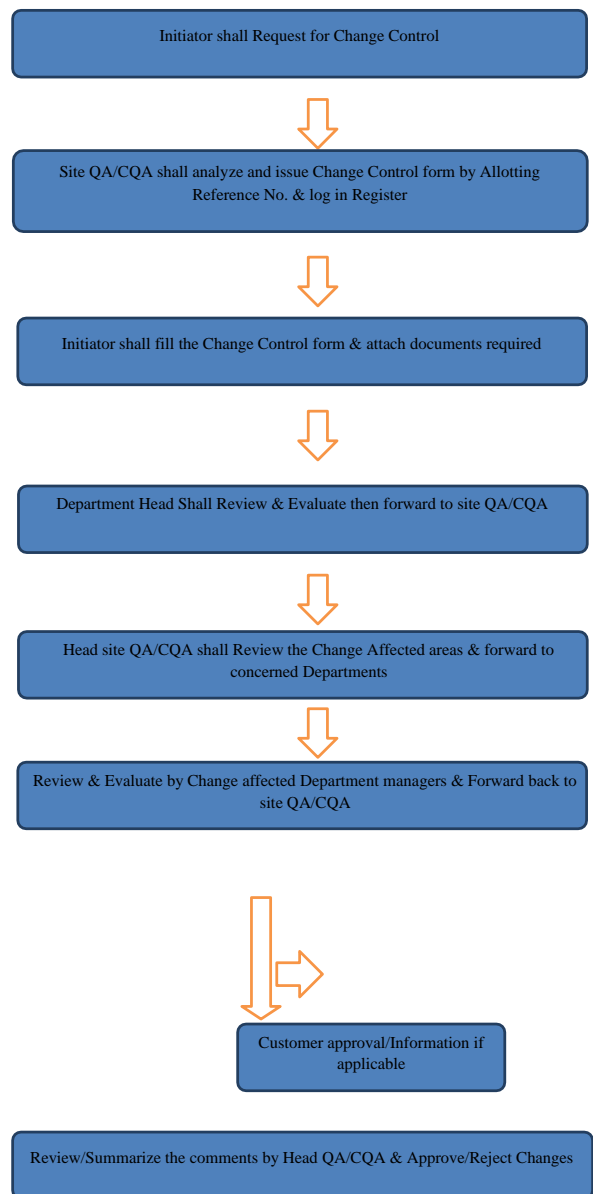 Initiator shall Request for Change Control
Site QA/CQA shall analyze and issue Change Control form by Allotting
Reference No. & log in Register
Initiator shall fill the Change Control form & attach documents required
Department Head Shall Review & Evaluate then forward to site QA/CQA
Head site QA/CQA shall Review the Change Affected areas & forward to
concerned Departments
Review & Evaluate by Change affected Department managers & Forward back to
site QA/CQA
Customer approval/Information if
applicable
Review/Summarize the comments by Head QA/CQA & Approve/Reject Changes